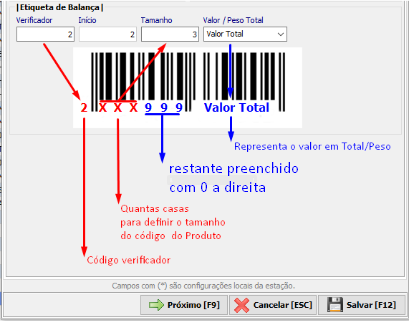 |Etiqueta de Balança|
Verificador Início Tamanho Valor / Peso Total
2 2 3 Valor Total
2 X X X 9 9 9 Valor Total
Representa o valor em Total/Peso
restante preenchido
com 0 a direita
Quantas casas
para definir o tamanho
do código do Produto
Código verificador
Campos com (*) são configurações locais da estação.
Próximo [F9] Cancelar [ESC] Salvar [F12]